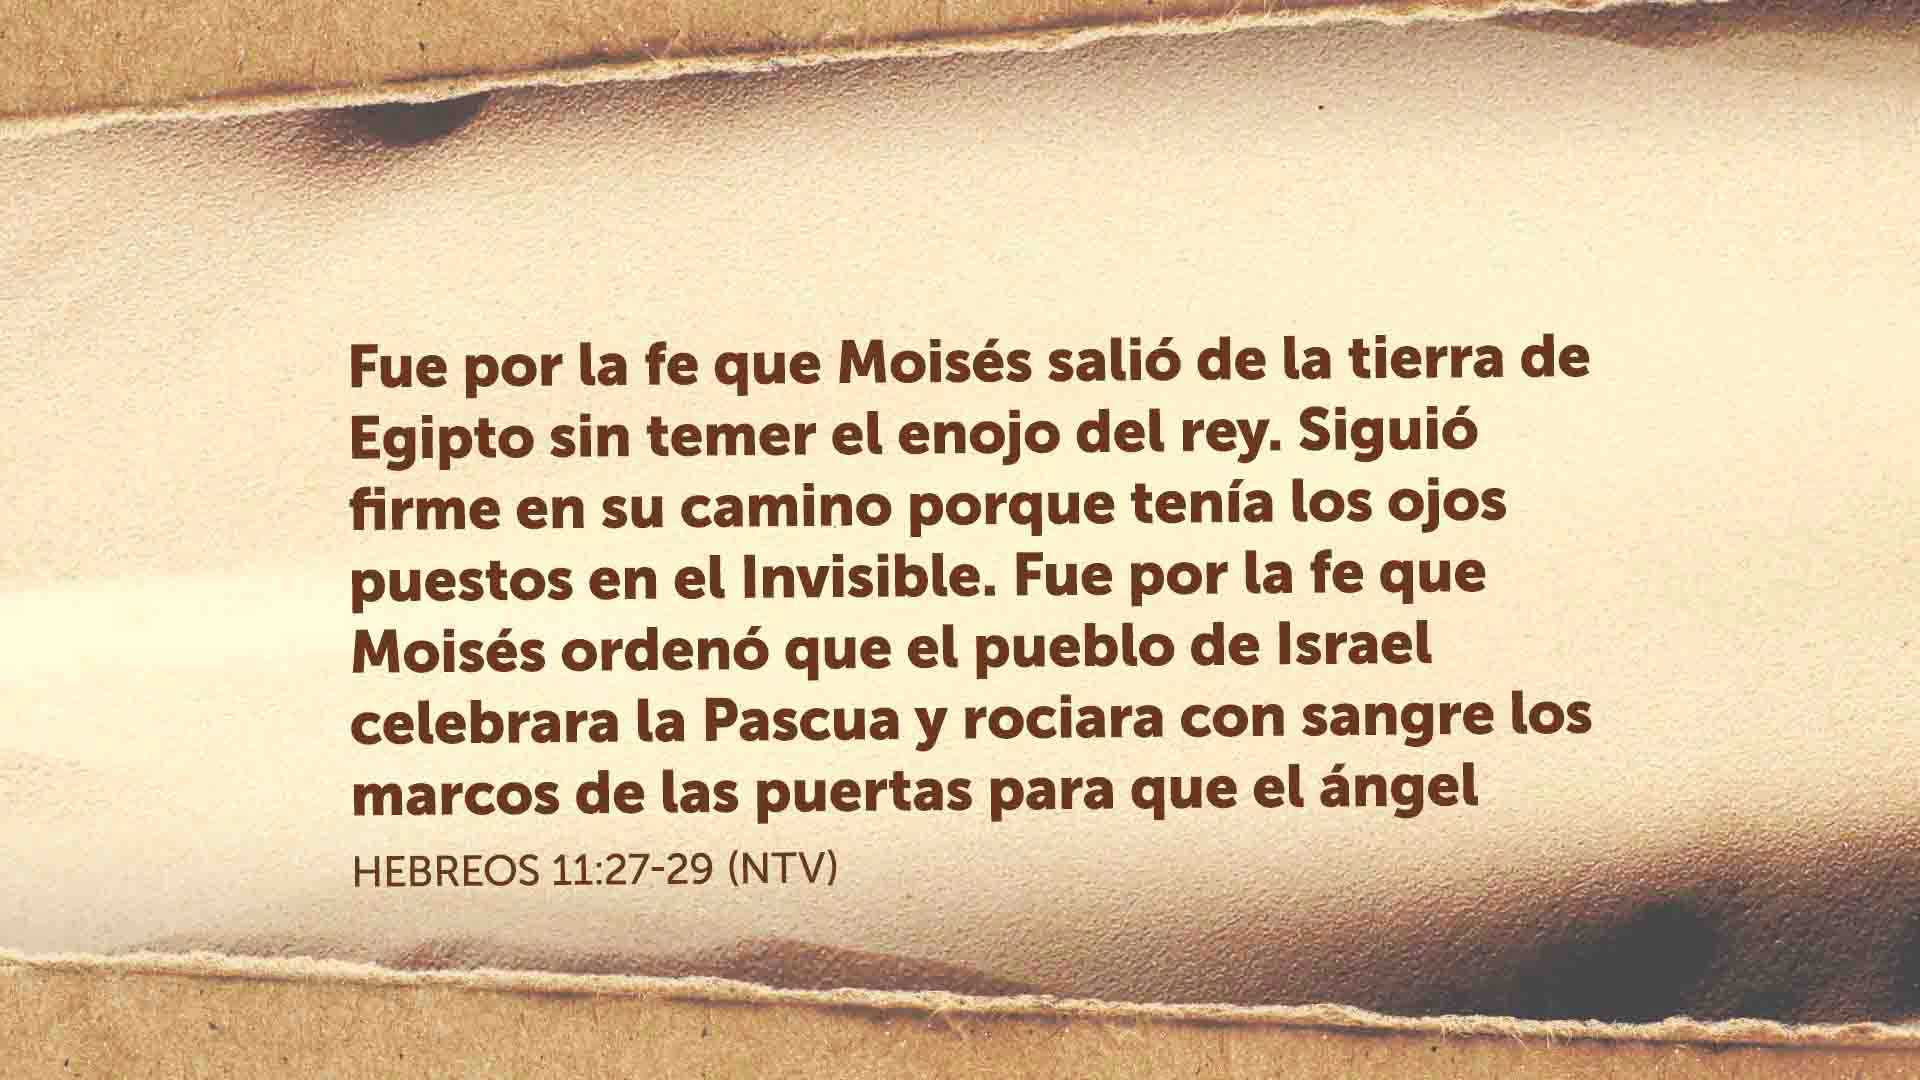 Fue por la fe que Moisés salió de la tierra de
Egipto sin temer el enojo del rey. Siguió
firme en su camino porque tenía los ojos
puestos en el Invisible. Fue por la fe que
Moisés ordenó que el pueblo de Israel
celebrara la Pascua y rociara con sangre los
marcos de las puertas para que el ángel
HEBREOS 11:27-29 (NTV)